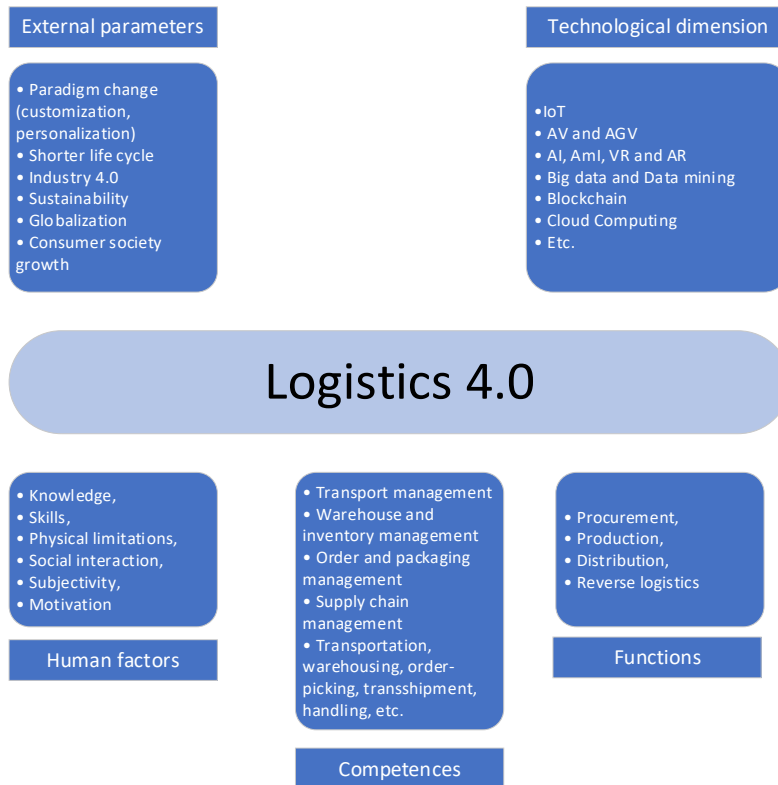 External parameters
Technological dimension
• Paradigm change
(customization,
personalization)
• Shorter life cycle
• Industry 4.0
• Sustainability
• Globalization
• Consumer society
growth
•IoT
• AV and AGV
• AI, AmI, VR and AR
• Big data and Data mining
• Blockchain
• Cloud Computing
• Etc.
Logistics 4.0
• Knowledge,
• Skills,
• Physical limitations,
• Social interaction,
• Subjectivity,
• Motivation
Human factors
• Transport management
• Warehouse and
inventory management
• Order and packaging
management
• Supply chain
management
• Transportation,
warehousing, order-
picking, transshipment,
handling, etc.
Competences
• Procurement,
• Production,
• Distribution,
• Reverse logistics
Functions